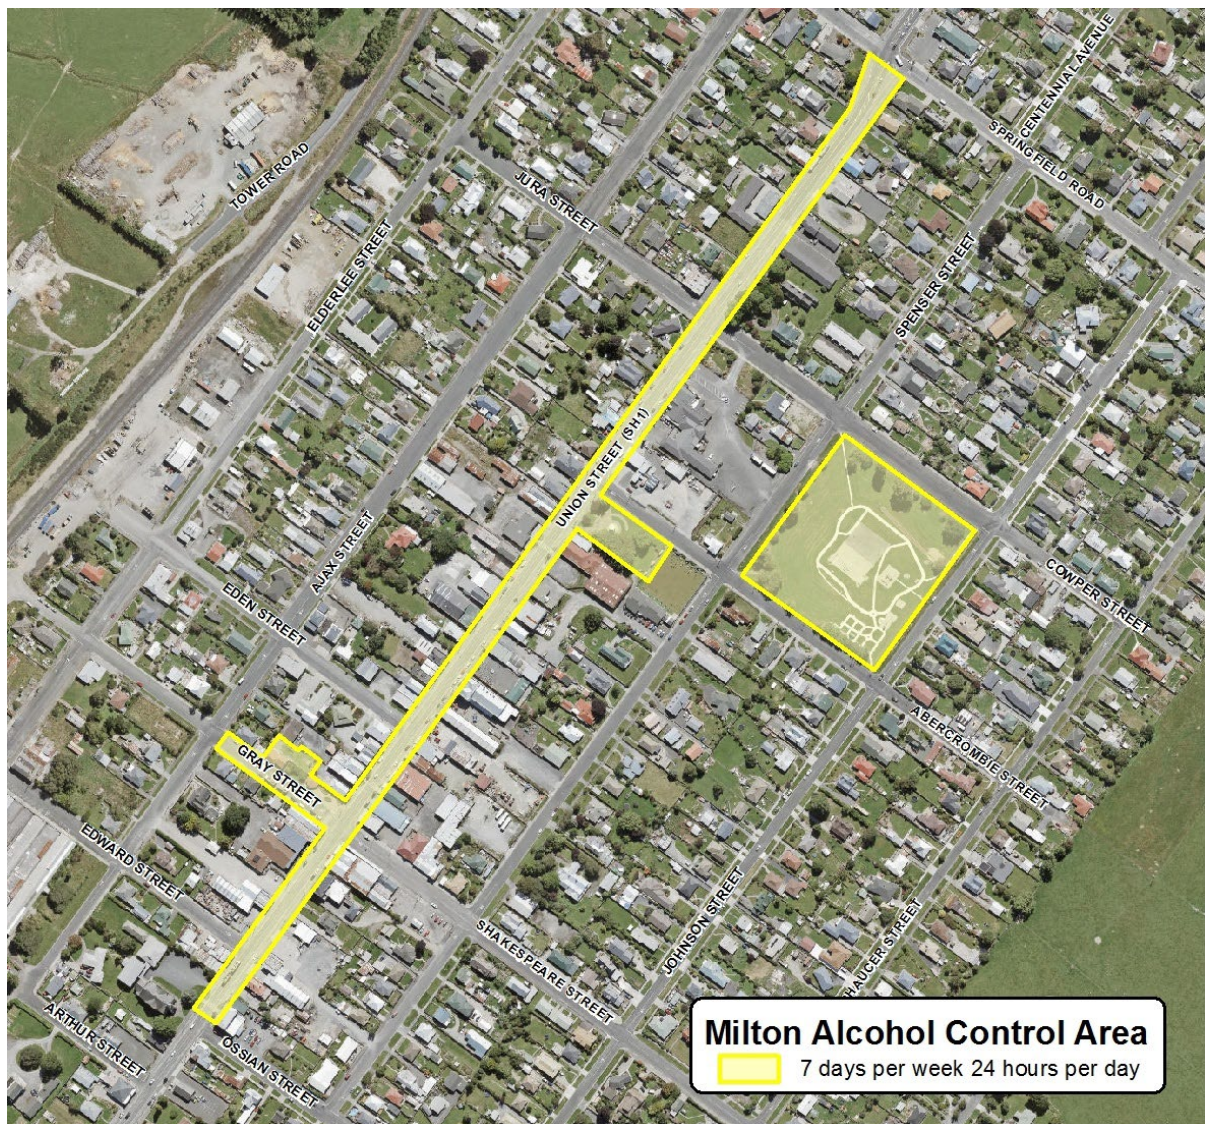 CENTENNIAL AVENUE
SPRINGFIELD ROAD
TOWER ROAD
JURA STREET
ELDERLEE STREET
SPENSER STREET
UNION STREET (SH1)
AJAX STREET
EDEN STREET
COWPER STREET
ABERCROMBIE STREET
GRAY STREET
EDWARD STREET
SHAKESPEARE STREET
JOHNSON STREET
HAUCER STREET
ARTHUR STREET
OSSIAN STREET
Milton Alcohol Control Area
7 days per week 24 hours per day